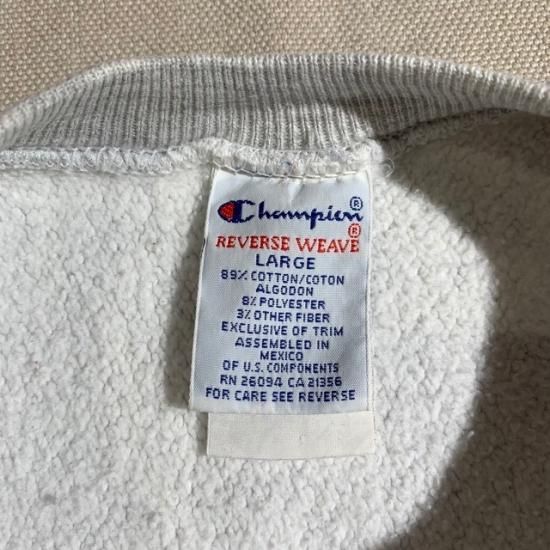 Champion®
REVERSE WEAVE®
LARGE
89% COTTON/COTON
ALGODON
8% POLYESTER
3% OTHER FIBER
EXCLUSIVE OF TRIM
ASSEMBLED IN
MEXICO
OF U.S. COMPONENTS
RN 26094 CA 21356
FOR CARE SEE REVERSE